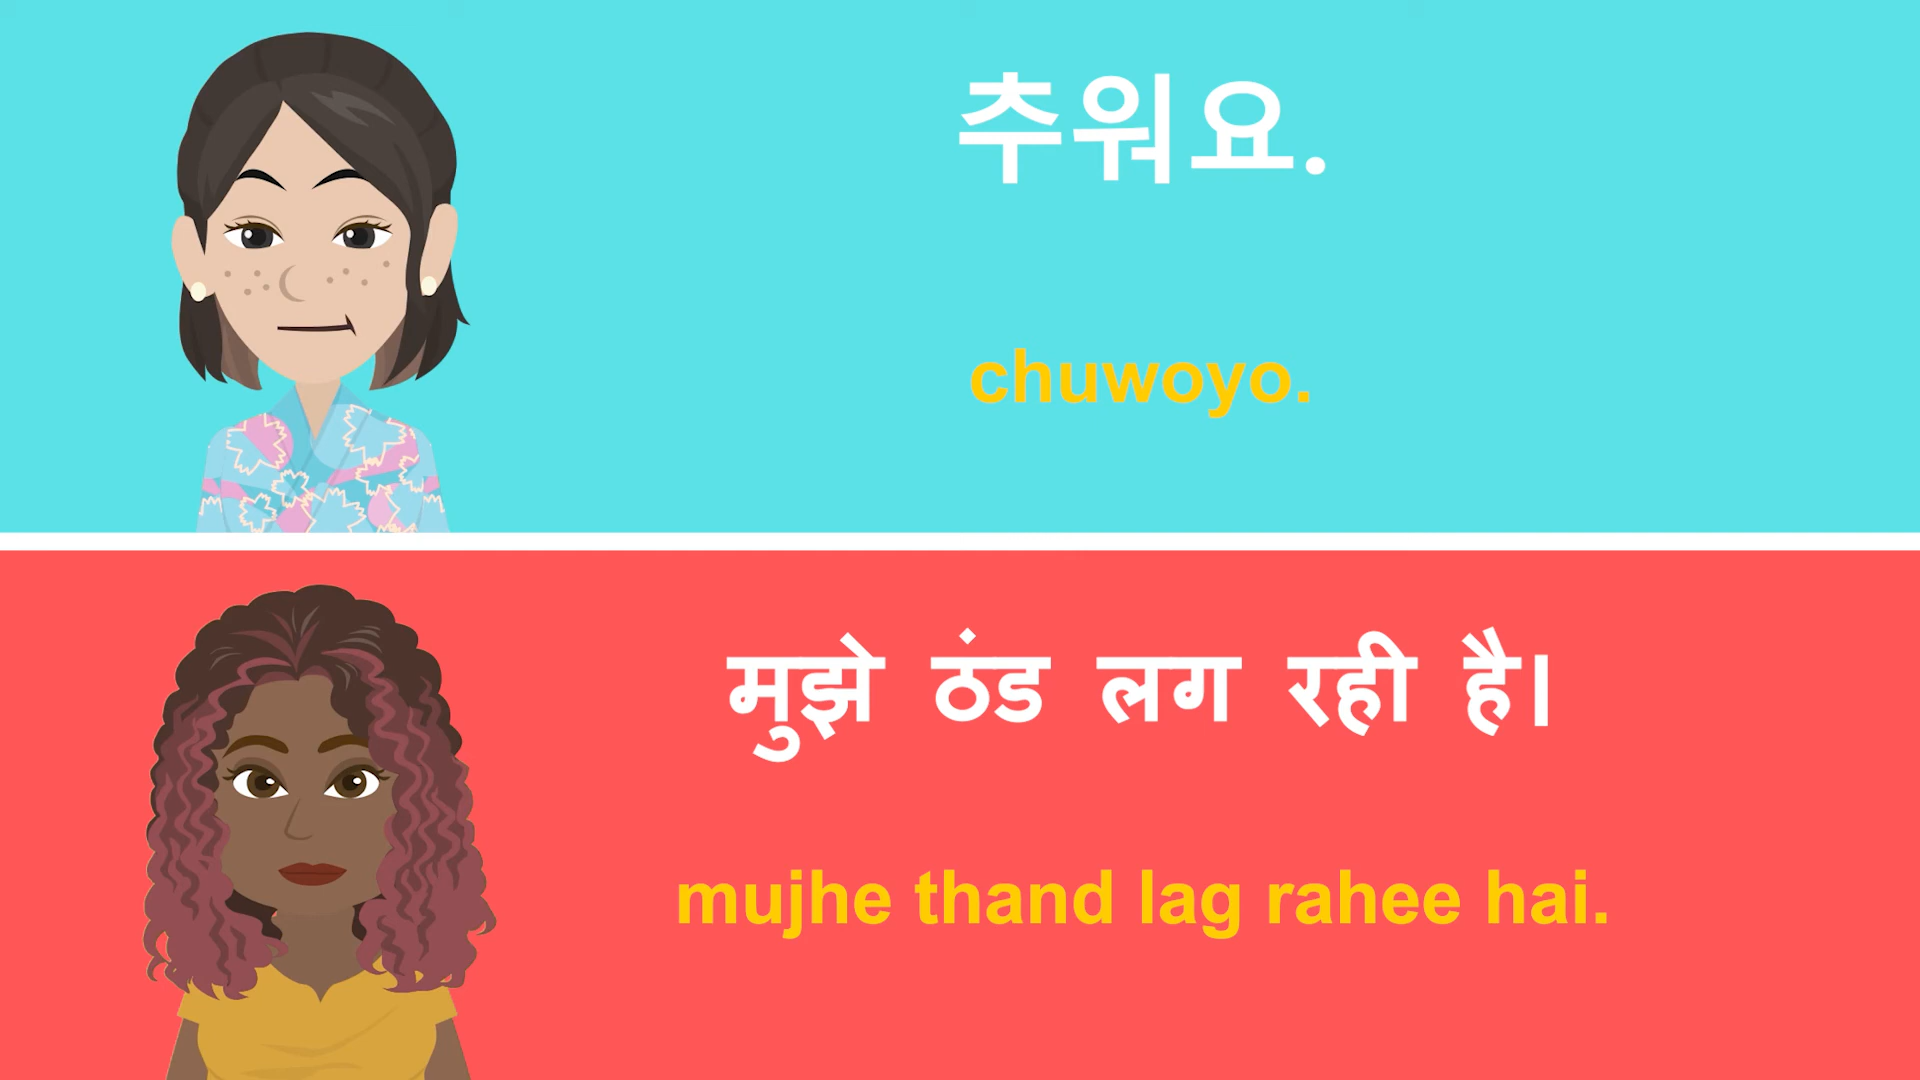 추워요.
chuwoyo.
मुझे ठंड लग रही है।
mujhe thand lag rahee hai.